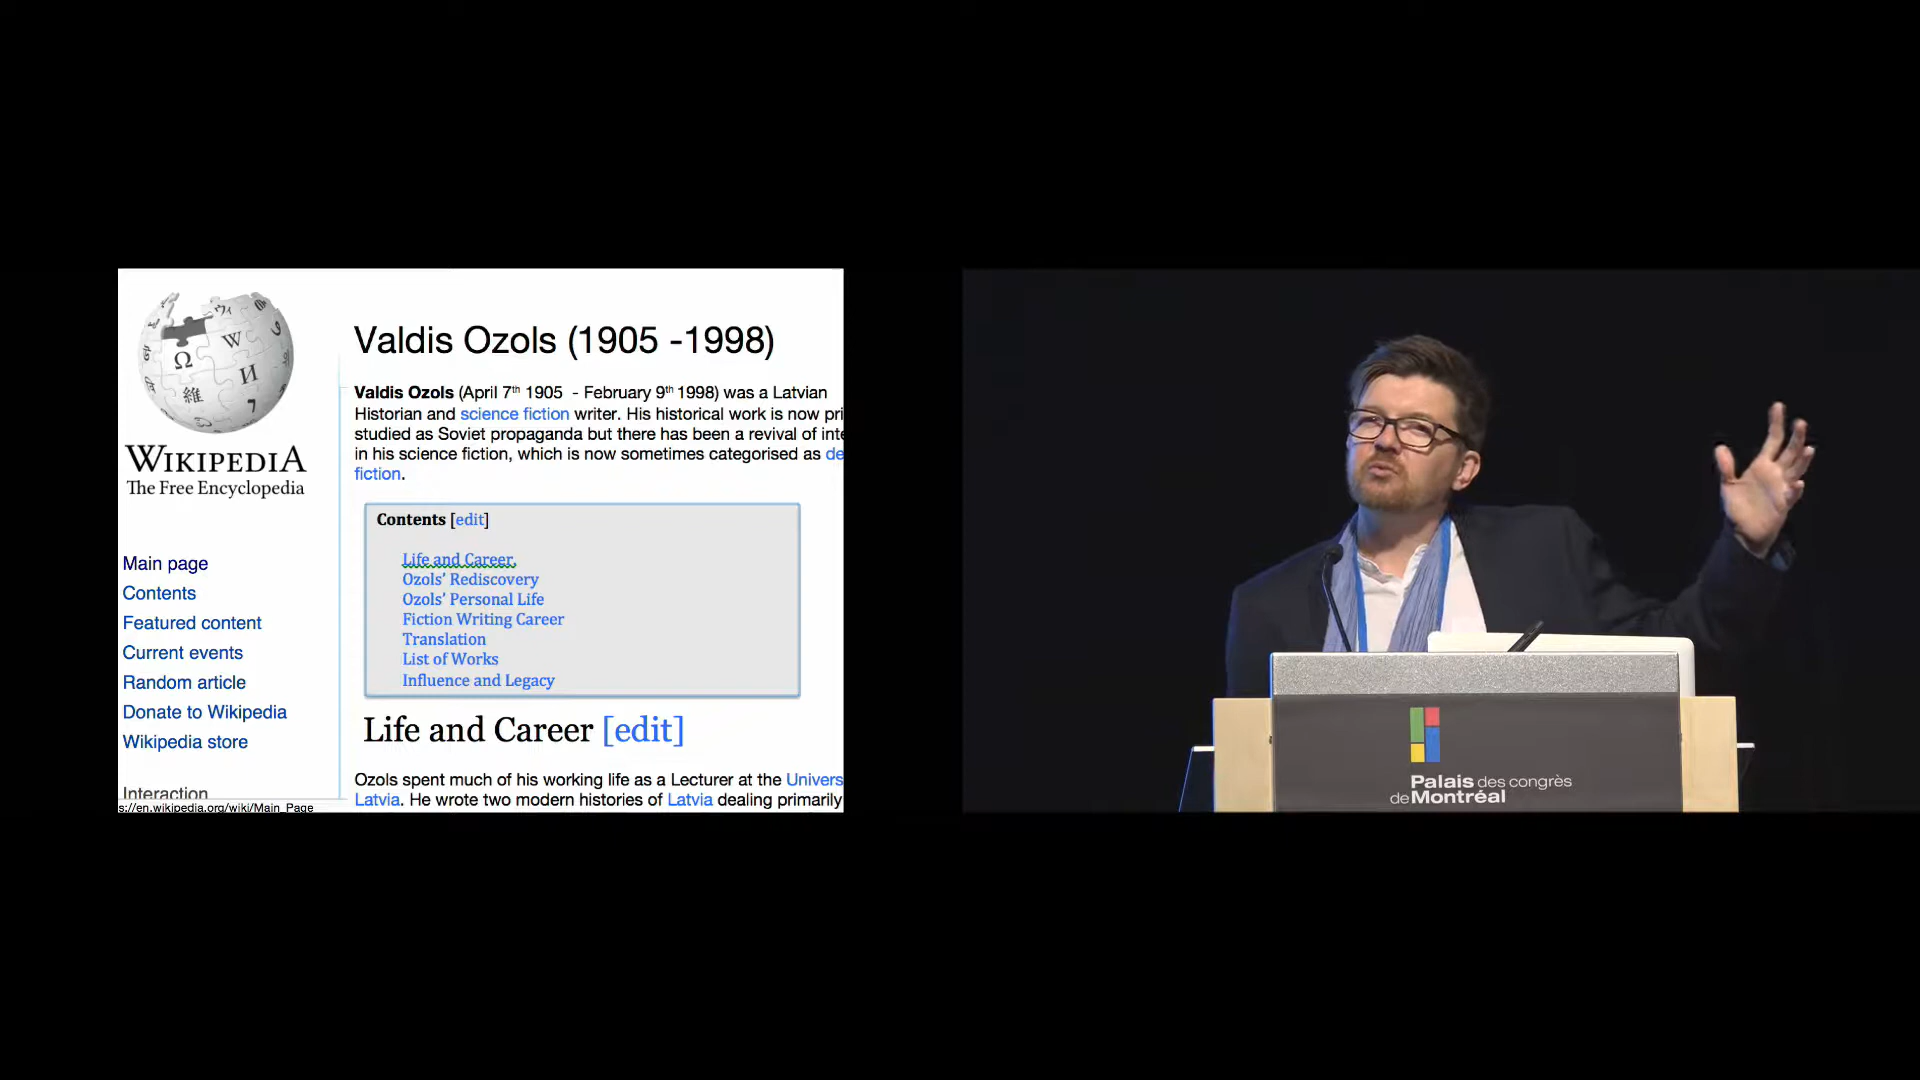 WIKIPEDIA
The Free Encyclopedia
Main page
Contents
Featured content
Current events
Random article
Donate to Wikipedia
Wikipedia store
Interaction
s://en.wikipedia.org/wiki/Main_Page
Valdis Ozols (1905 -1998)
Valdis Ozols (April 7th 1905 - February 9th 1998) was a Latvian
Historian and science fiction writer. His historical work is now pri
studied as Soviet propaganda but there has been a revival of inte
in his science fiction, which is now sometimes categorised as de
fiction.
Contents [edit]
Life and Career.
Ozols’ Rediscovery
Ozols’ Personal Life
Fiction Writing Career
Translation
List of Works
Influence and Legacy
Life and Career [edit]
Ozols spent much of his working life as a Lecturer at the Univers
Latvia. He wrote two modern histories of Latvia dealing primarily
Palais des congrès
de Montréal